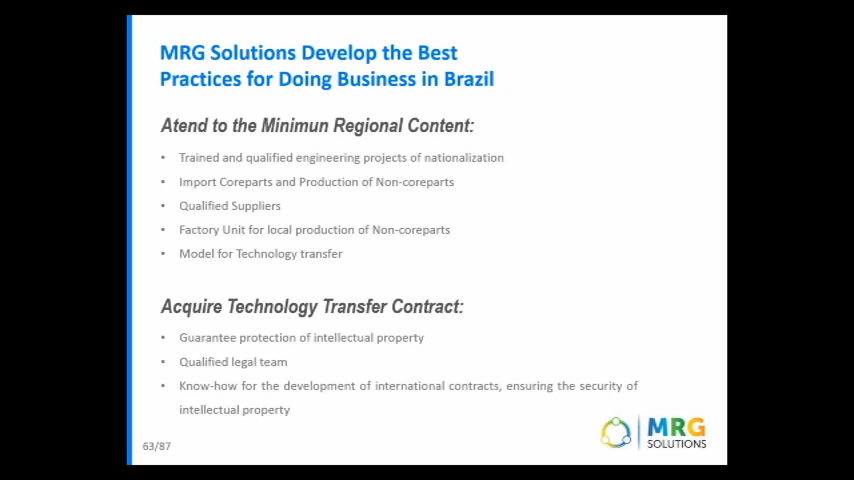 MRG Solutions Develop the Best
Practices for Doing Business in Brazil
Atend to the Minimun Regional Content:
• Trained and qualified engineering projects of nationalization
• Import Coreparts and Production of Non-coreparts
• Qualified Suppliers
• Factory Unit for local production of Non-coreparts
• Model for Technology transfer
Acquire Technology Transfer Contract:
• Guarantee protection of intellectual property
• Qualified legal team
• Know-how for the development of international contracts, ensuring the security of
intellectual property
63/87
MRG
SOLUTIONS